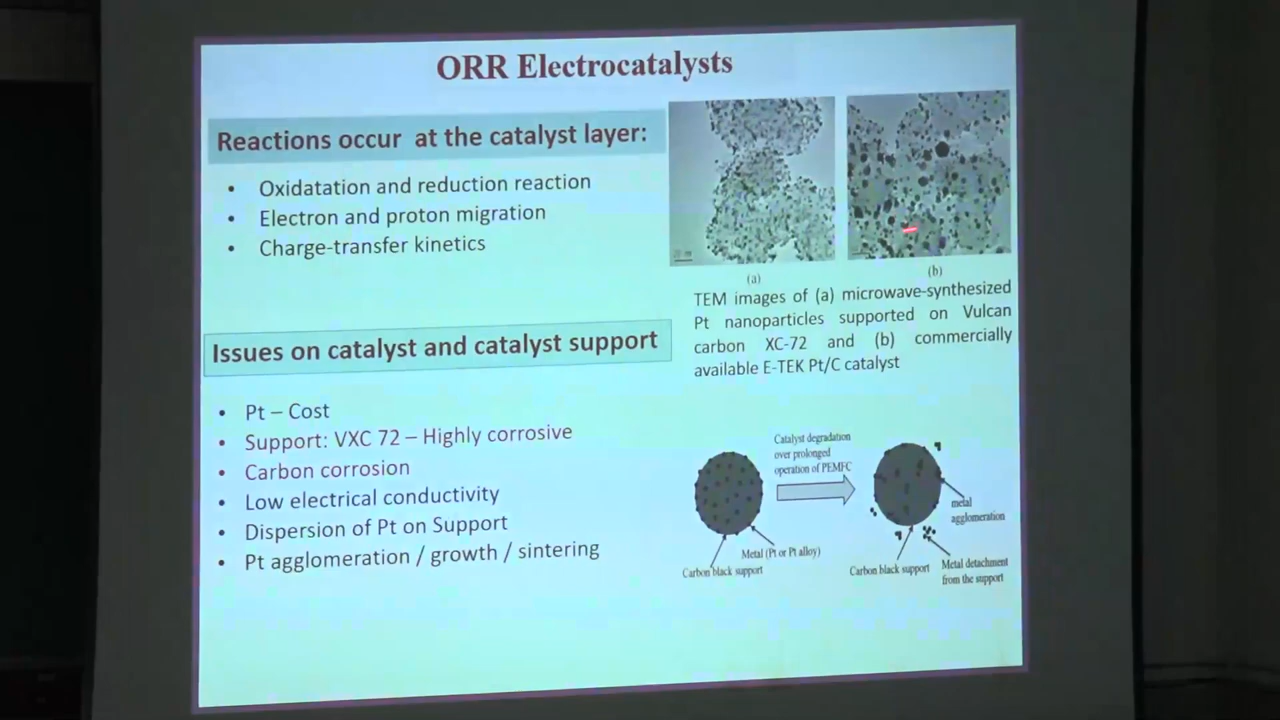 ORR Electrocatalysts
Reactions occur at the catalyst layer:
• Oxidatation and reduction reaction
• Electron and proton migration
• Charge-transfer kinetics
(a)
(b)
TEM images of (a) microwave-synthesized
Pt nanoparticles supported on Vulcan
carbon XC-72 and (b) commercially
available E-TEK Pt/C catalyst
Issues on catalyst and catalyst support
• Pt – Cost
• Support: VXC 72 – Highly corrosive
• Carbon corrosion
• Low electrical conductivity
• Dispersion of Pt on Support
• Pt agglomeration / growth / sintering
Catalyst degradation
over prolonged
operation of PEMFC
metal
agglomeration
Metal (Pt or Pt alloy)
Carbon black support
Carbon black support
Metal detachment
from the support